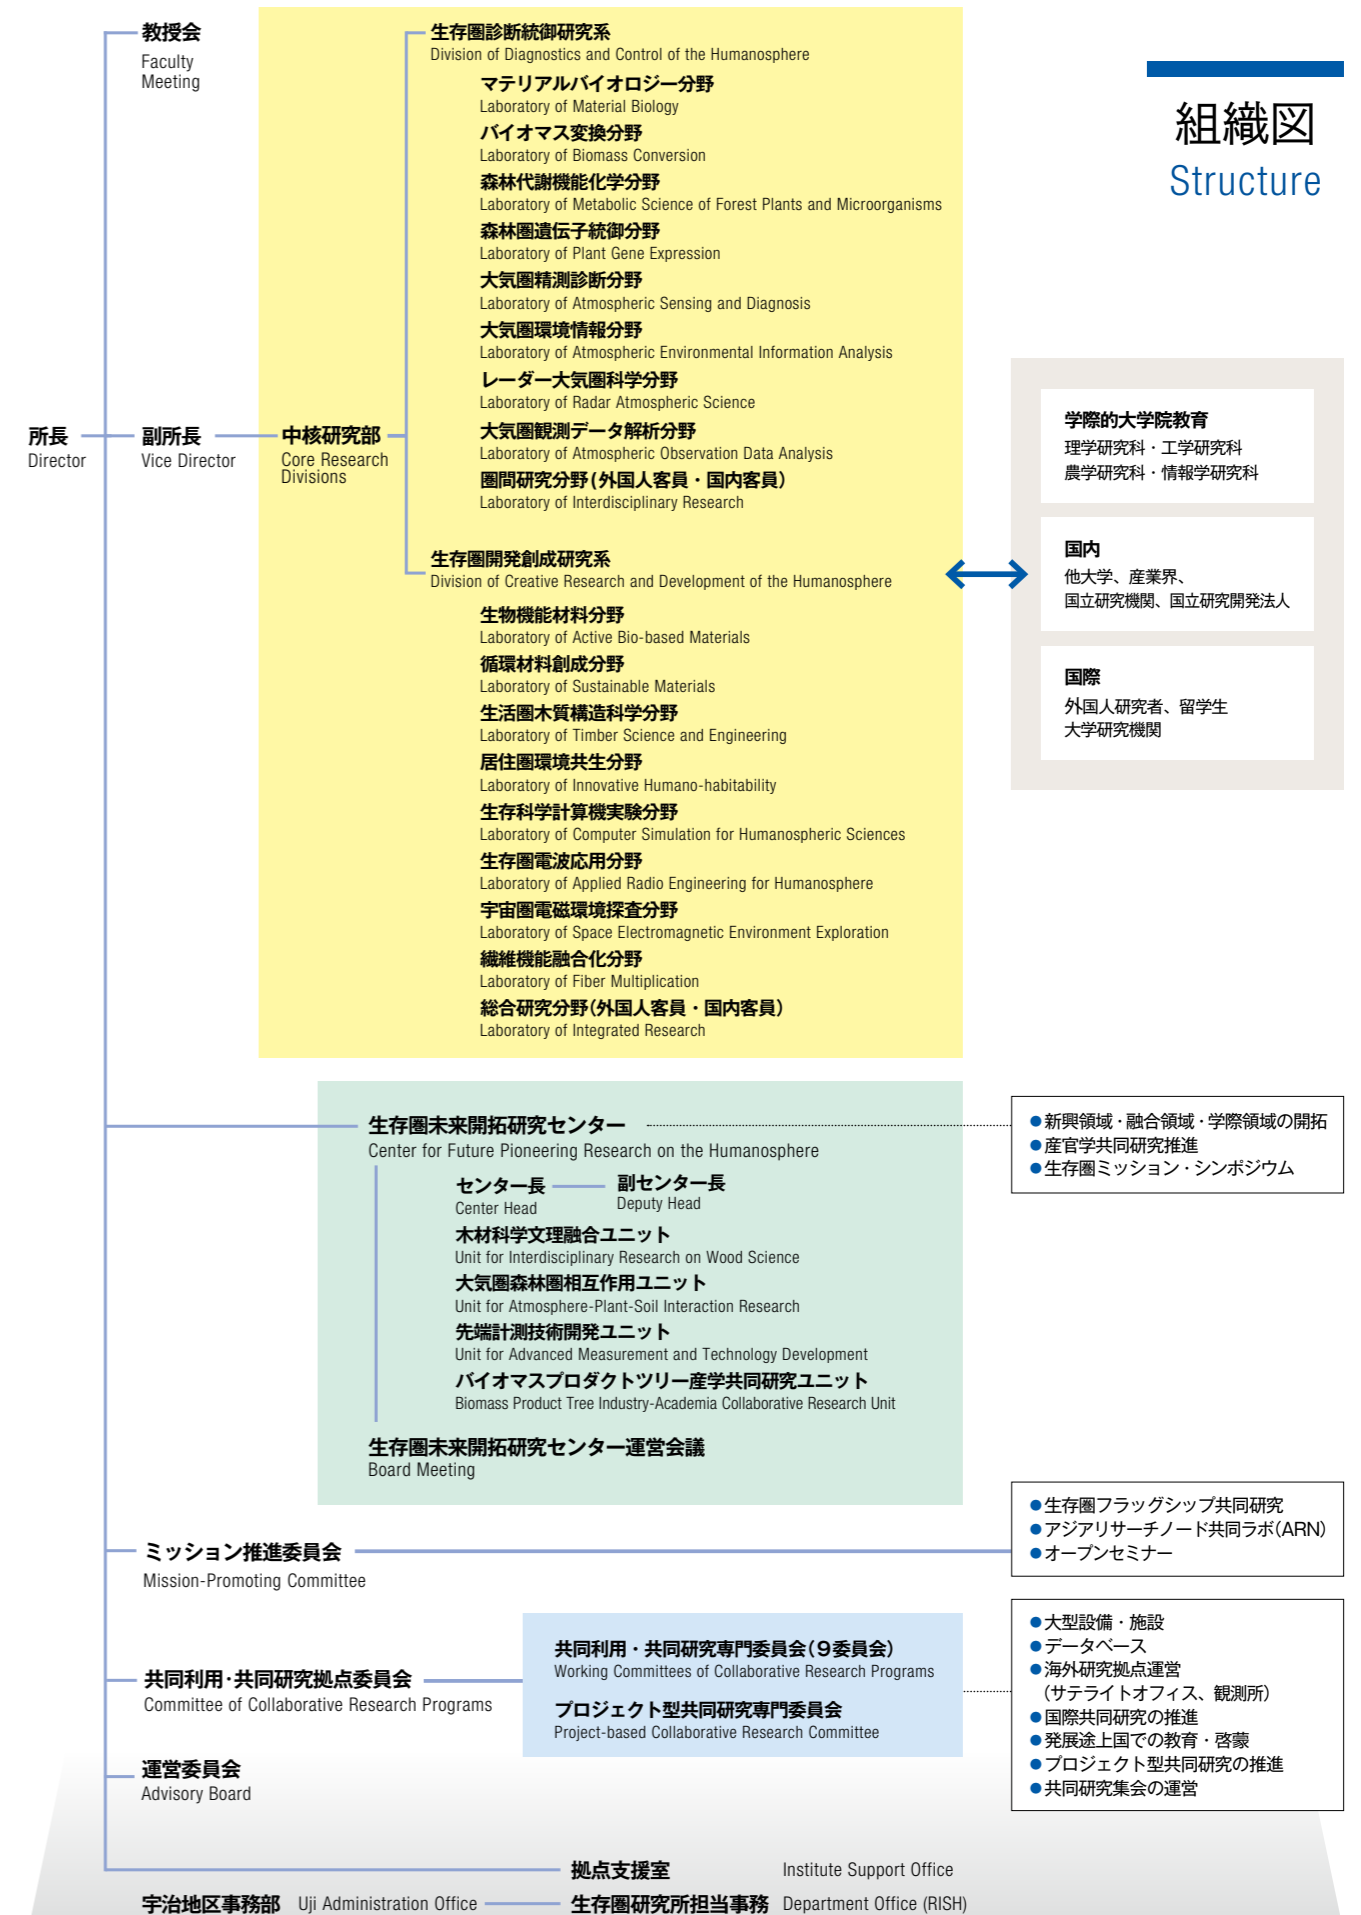 組織図
Structure
教授会
Faculty
Meeting
所長
Director
副所長
Vice Director
中核研究部
Core Research
Divisions
生存圏診断統御研究系
Division of Diagnostics and Control of the Humanosphere
マテリアルバイオロジー分野
Laboratory of Material Biology
バイオマス変換分野
Laboratory of Biomass Conversion
森林代謝機能化学分野
Laboratory of Metabolic Science of Forest Plants and Microorganisms
森林圏遺伝子統御分野
Laboratory of Plant Gene Expression
大気圏精測診断分野
Laboratory of Atmospheric Sensing and Diagnosis
大気圏環境情報分野
Laboratory of Atmospheric Environmental Information Analysis
レーダー大気圏科学分野
Laboratory of Radar Atmospheric Science
大気圏観測データ解析分野
Laboratory of Atmospheric Observation Data Analysis
圏間研究分野(外国人客員・国内客員)
Laboratory of Interdisciplinary Research
生存圏開発創成研究系
Division of Creative Research and Development of the Humanosphere
生物機能材料分野
Laboratory of Active Bio-based Materials
循環材料創成分野
Laboratory of Sustainable Materials
生活圏木質構造科学分野
Laboratory of Timber Science and Engineering
居住圏環境共生分野
Laboratory of Innovative Humano-habitability
生存科学計算機実験分野
Laboratory of Computer Simulation for Humanospheric Sciences
生存圏電波応用分野
Laboratory of Applied Radio Engineering for Humanosphere
宇宙圏電磁環境探査分野
Laboratory of Space Electromagnetic Environment Exploration
繊維機能融合化分野
Laboratory of Fiber Multiplication
総合研究分野(外国人客員・国内客員)
Laboratory of Integrated Research
学際的大学院教育
理学研究科・工学研究科
農学研究科・情報学研究科
国内
他大学、産業界、
国立研究機関、国立研究開発法人
国際
外国人研究者、留学生
大学研究機関
生存圏未来開拓研究センター
Center for Future Pioneering Research on the Humanosphere
センター長 副センター長
Center Head Deputy Head
木材科学文理融合ユニット
Unit for Interdisciplinary Research on Wood Science
大気圏森林圏相互作用ユニット
Unit for Atmosphere-Plant-Soil Interaction Research
先端計測技術開発ユニット
Unit for Advanced Measurement and Technology Development
バイオマスプロダクトツリー産学共同研究ユニット
Biomass Product Tree Industry-Academia Collaborative Research Unit
生存圏未来開拓研究センター運営会議
Board Meeting
●新興領域・融合領域・学際領域の開拓
●産官学共同研究推進
●生存圏ミッション・シンポジウム
ミッション推進委員会
Mission-Promoting Committee
●生存圏フラッグシップ共同研究
●アジアリサーチノード共同ラボ(ARN)
●オープンセミナー
共同利用・共同研究拠点委員会
Committee of Collaborative Research Programs
共同利用・共同研究専門委員会(9委員会)
Working Committees of Collaborative Research Programs
プロジェクト型共同研究専門委員会
Project-based Collaborative Research Committee
●大型設備・施設
●データベース
●海外研究拠点運営
(サテライトオフィス、観測所)
●国際共同研究の推進
●発展途上国での教育・啓蒙
●プロジェクト型共同研究の推進
●共同研究集会の運営
運営委員会
Advisory Board
拠点支援室 Institute Support Office
宇治地区事務部 Uji Administration Office 生存圏研究所担当事務 Department Office (RISH)